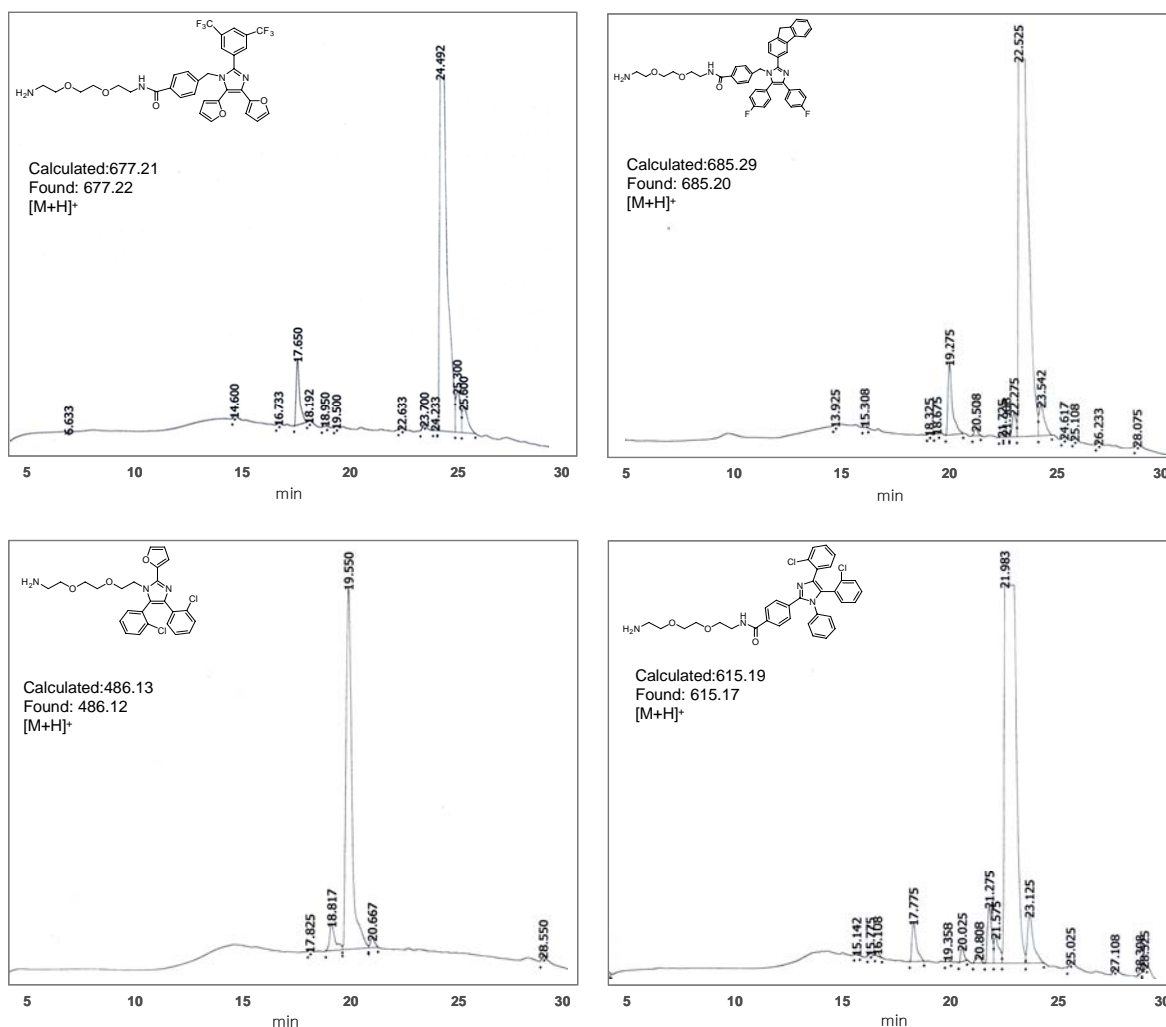 F₃C
CF₃
24.492
N
N
H
N
H₂N
O
O
O
O
O
Calculated:677.21
Found: 677.22
[M+H]⁺
6.633
14.600
16.733
17.650
18.192
18.950
19.500
22.633
23.700
24.233
25.300
25.600
5 10 15 20 25 30
min
22.525
H
N
N
N
H₂N
O
O
O
F
F
Calculated:685.29
Found: 685.20
[M+H]⁺
13.925
15.308
18.325
18.675
19.275
20.508
22.275
23.542
24.617
25.108
26.233
28.075
10 15 20 25 30
min
O
19.550
H₂N
O
O
N
N
Cl
Cl
Calculated:486.13
Found: 486.12
[M+H]⁺
17.825
18.817
20.667
28.550
5 10 15 20 25 30
min
Cl
Cl
21.983
N
N
H
N
H₂N
O
O
O
Calculated:615.19
Found: 615.17
[M+H]⁺
15.142
15.775
16.108
17.775
19.358
20.025
20.808
21.275
21.575
23.125
25.025
27.108
5 10 15 20 25 30
min